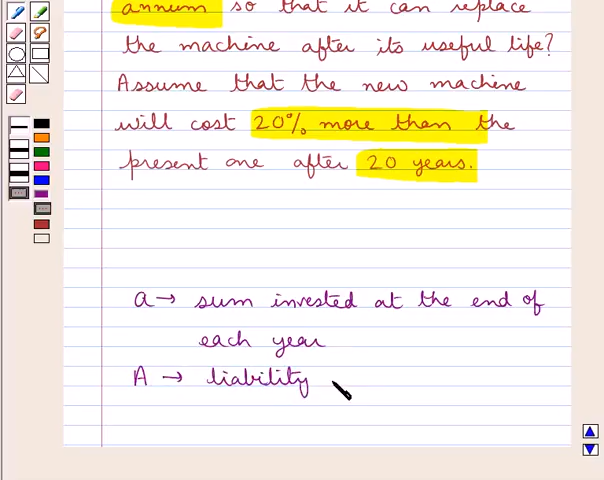 annum so that it can replace
the machine after its useful life?
Assume that the new machine
will cost 20% more than the
present one after 20 years.
a → sum invested at the end of
each year
A → liability